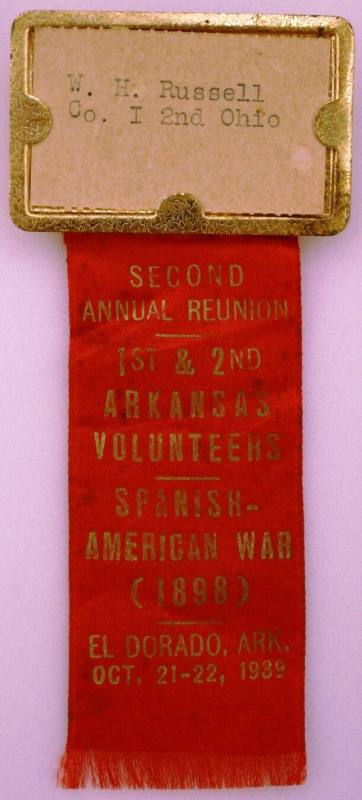 W. H. Russell
Co. I 2nd Ohio
SECOND
ANNUAL REUNION
1ST & 2ND
ARKANSAS
VOLUNTEERS
SPANISH-
AMERICAN WAR
(1898)
EL DORADO, ARK.
OCT. 21-22, 1939